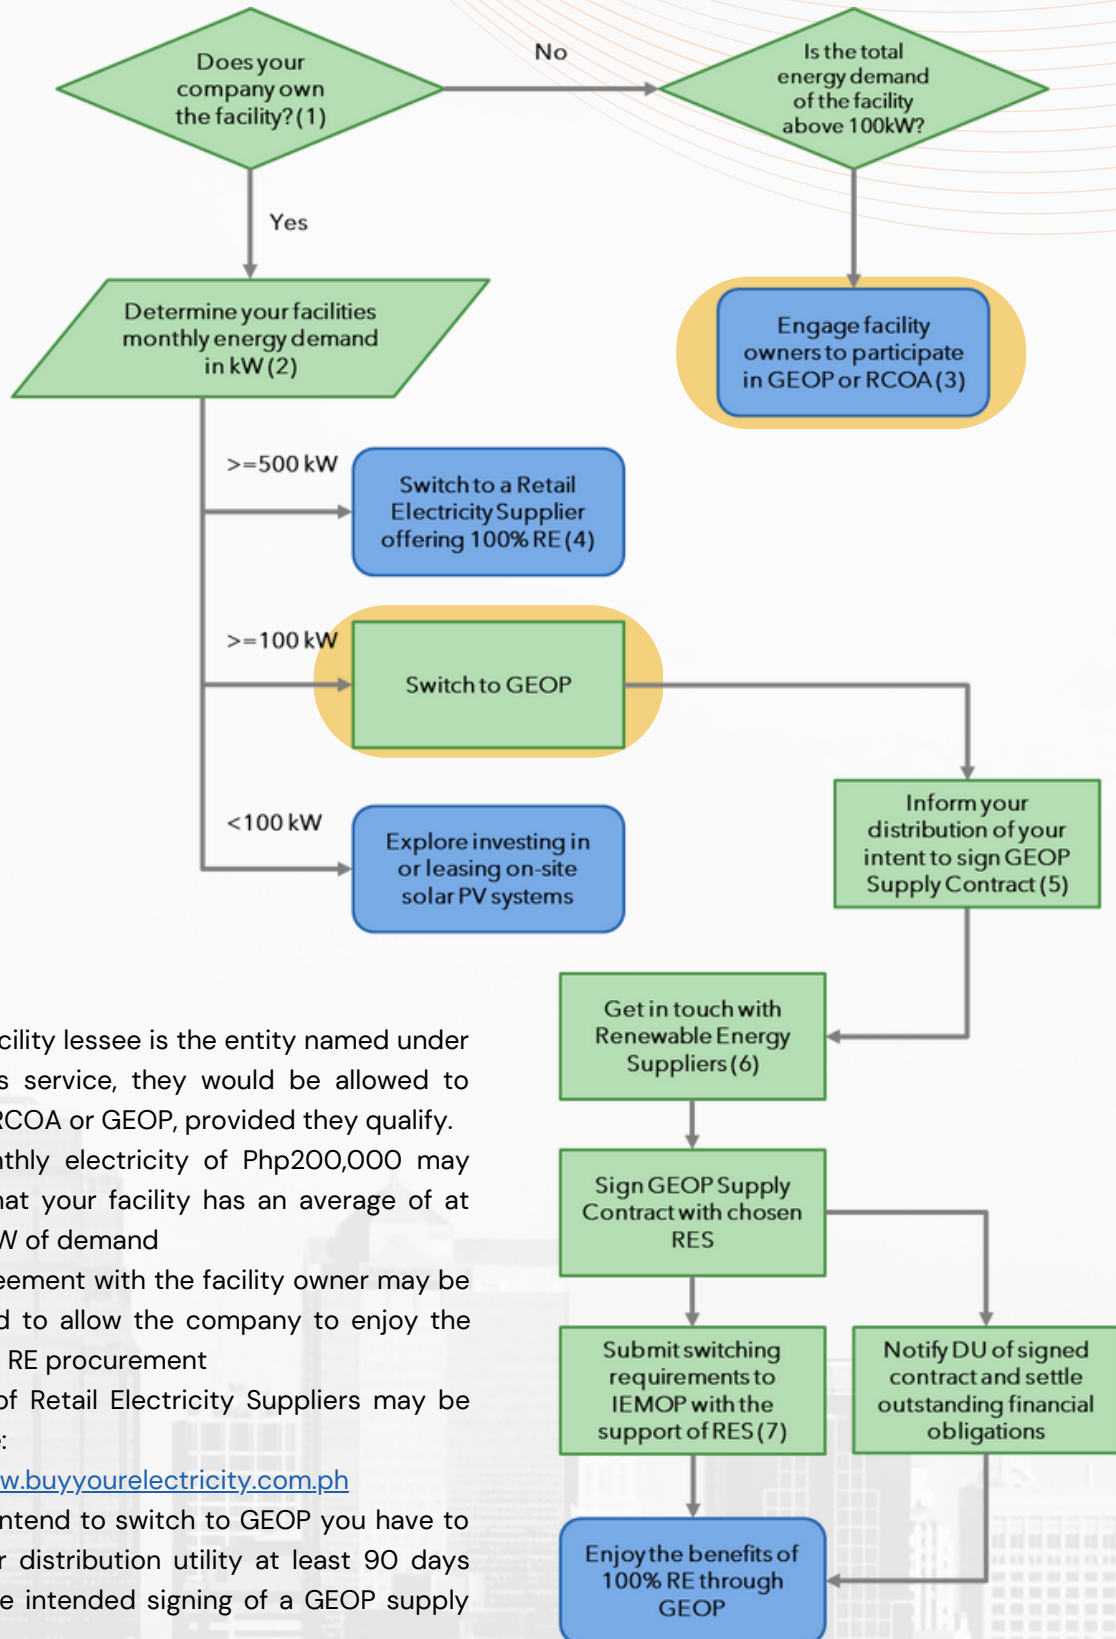 Does your
company own
the facility? (1)
No
Is the total
energy demand
of the facility
above 100kW?
Yes
Determine your facilities
monthly energy demand
in kW (2)
Engage facility
owners to participate
in GEOP or RCOA (3)
>=500 kW
Switch to a Retail
Electricity Supplier
offering 100% RE (4)
>=100 kW
Switch to GEOP
<100 kW
Explore investing in
or leasing on-site
solar PV systems
Inform your
distribution of your
intent to sign GEOP
Supply Contract (5)
Get in touch with
Renewable Energy
Suppliers (6)
Sign GEOP Supply
Contract with chosen
RES
Submit switching
requirements to
IEMOP with the
support of RES (7)
Notify DU of signed
contract and settle
outstanding financial
obligations
Enjoy the benefits of
100% RE through
GEOP
lessee is the entity named under
service, they would be allowed to
RCOA or GEOP, provided they qualify.
electricity of Php200,000 may
your facility has an average of at
of demand
with the facility owner may be
to allow the company to enjoy the
RE procurement
of Retail Electricity Suppliers may be
w.buyyourelectricity.com.ph
intend to switch to GEOP you have to
distribution utility at least 90 days
intended signing of a GEOP supply